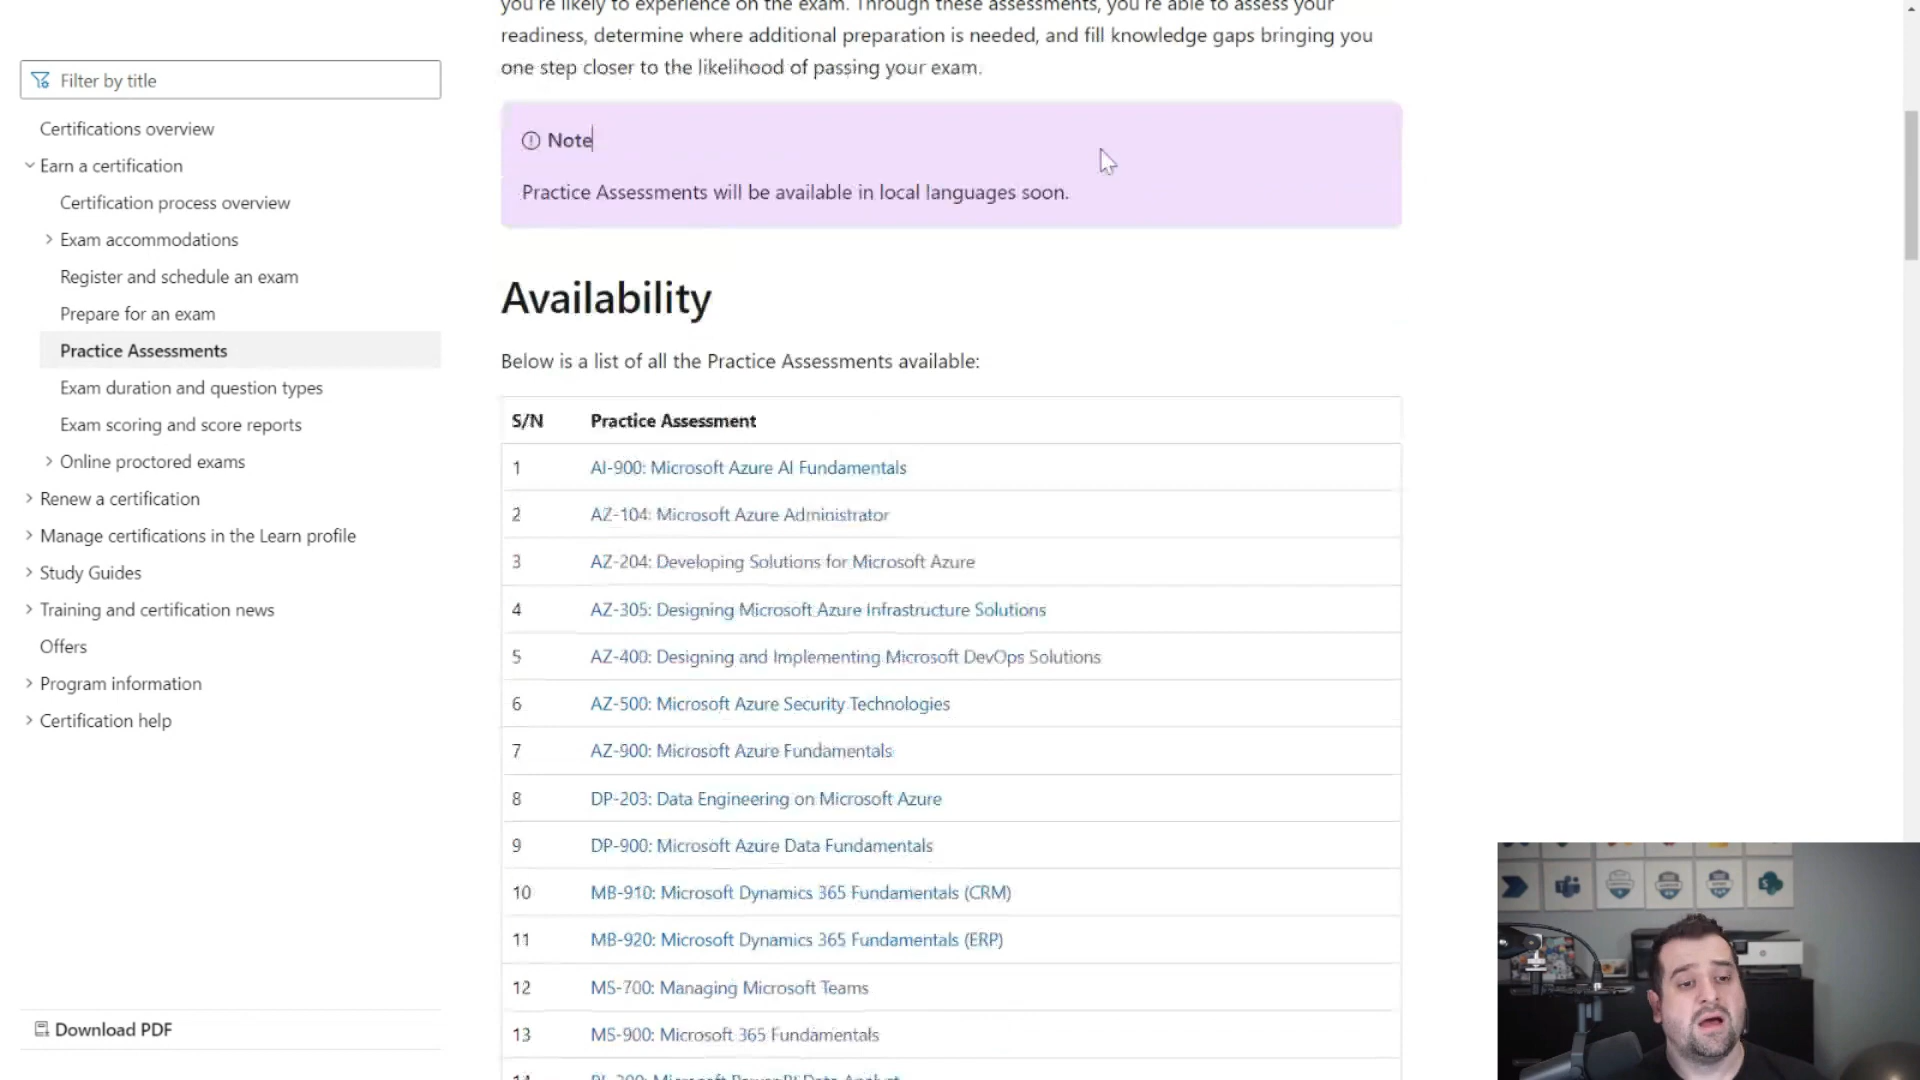 you're likely to experience on the exam. Through these assessments, you're able to assess your
readiness, determine where additional preparation is needed, and fill knowledge gaps bringing you
one step closer to the likelihood of passing your exam.
Filter by title
Certifications overview
Earn a certification
Certification process overview
Exam accommodations
Register and schedule an exam
Prepare for an exam
Practice Assessments
Exam duration and question types
Exam scoring and score reports
Online proctored exams
Renew a certification
Manage certifications in the Learn profile
Study Guides
Training and certification news
Offers
Program information
Certification help
Download PDF
Note
Practice Assessments will be available in local languages soon.
Availability
Below is a list of all the Practice Assessments available:
S/N Practice Assessment
1 AI-900: Microsoft Azure AI Fundamentals
2 AZ-104: Microsoft Azure Administrator
3 AZ-204: Developing Solutions for Microsoft Azure
4 AZ-305: Designing Microsoft Azure Infrastructure Solutions
5 AZ-400: Designing and Implementing Microsoft DevOps Solutions
6 AZ-500: Microsoft Azure Security Technologies
7 AZ-900: Microsoft Azure Fundamentals
8 DP-203: Data Engineering on Microsoft Azure
9 DP-900: Microsoft Azure Data Fundamentals
10 MB-910: Microsoft Dynamics 365 Fundamentals (CRM)
11 MB-920: Microsoft Dynamics 365 Fundamentals (ERP)
12 MS-700: Managing Microsoft Teams
13 MS-900: Microsoft 365 Fundamentals